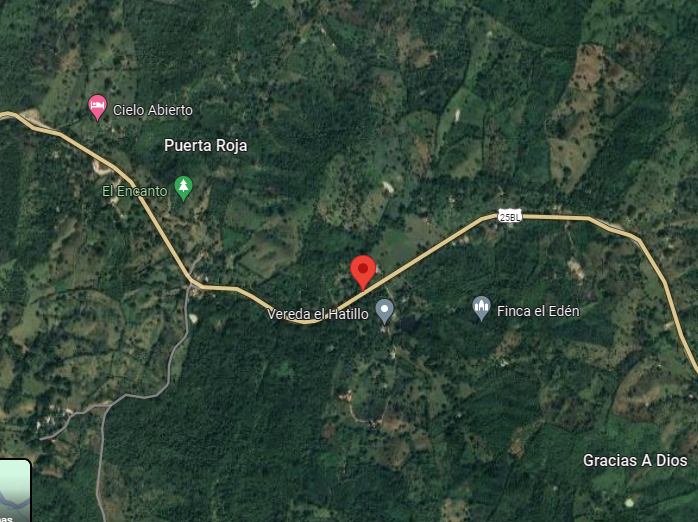 Cielo Abierto
Puerta Roja
El Encanto
25BL
Vereda el Hatillo
Finca el Edén
Gracias A Dios